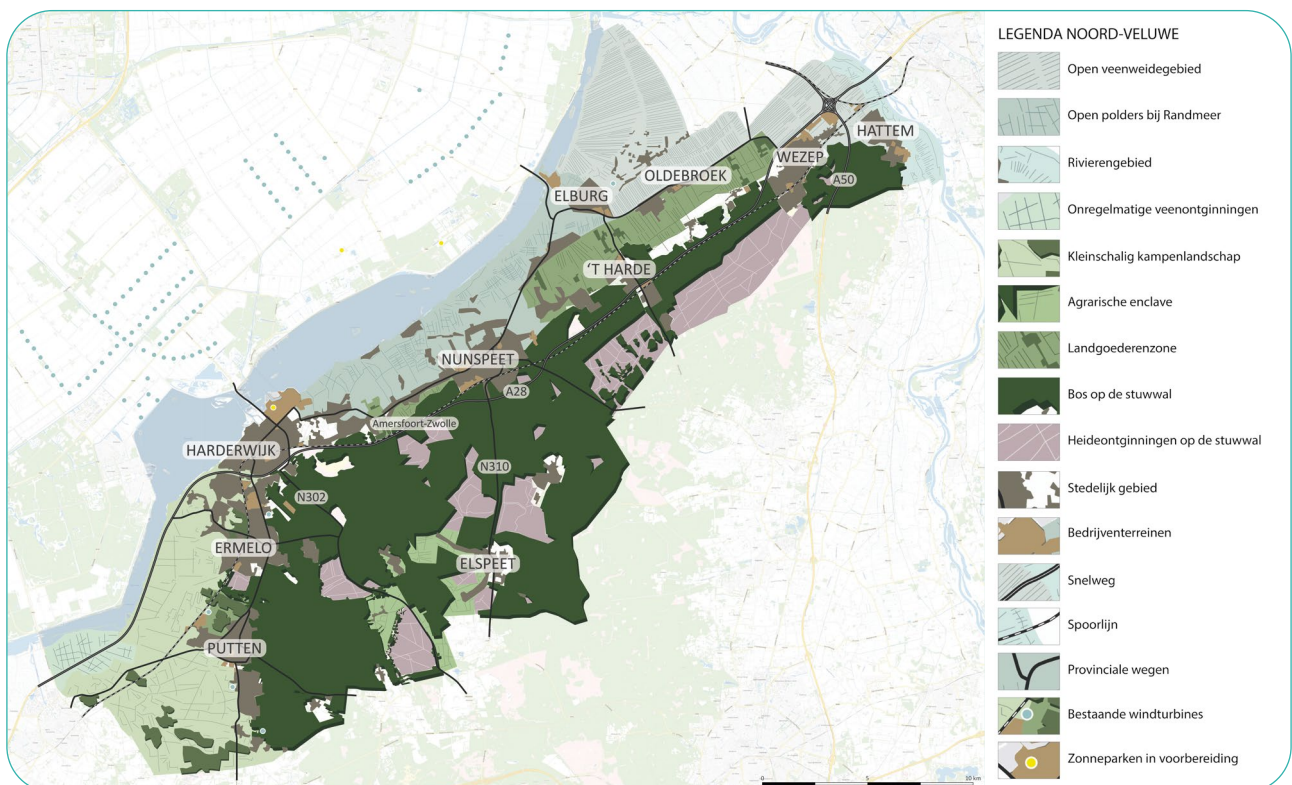 LEGENDA NOORD-VELUWE
Open veenweidegebied
Open polders bij Randmeer
Rivierengebied
Onregelmatige veenontginningen
Kleinschalig kampenlandschap
Agrarische enclave
Landgoederenzone
Bos op de stuwwal
Heideontginningen op de stuwwal
Stedelijk gebied
Bedrijventerreinen
Snelweg
Spoorlijn
Provinciale wegen
Bestaande windturbines
Zonneparken in voorbereiding
HATTEM
WEZEP
OLDEBROEK
A50
ELBURG
'T HARDE
NUNSPEET
A28
Amersfoort-Zwolle
HARDERWIJK
N310
N302
ERMELO
ELSPEET
PUTTEN
0 5 10 km